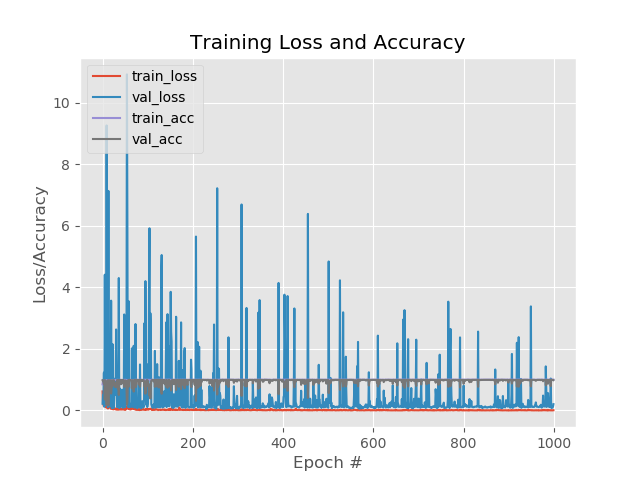 Training Loss and Accuracy
train_loss
val_loss
train_acc
val_acc
Loss/Accuracy
10
8
6
4
2
0
0 200 400 600 800 1000
Epoch #